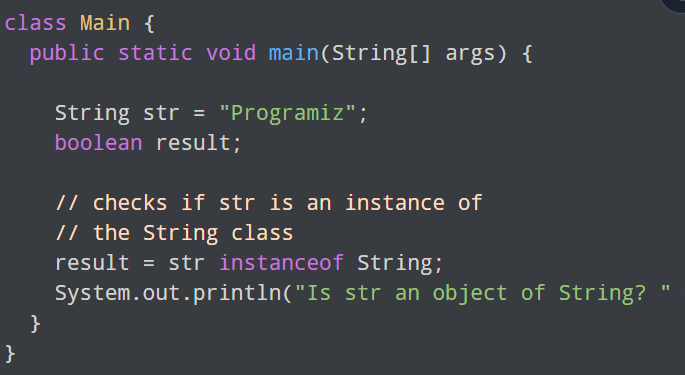 class Main {
  public static void main(String[] args) {

    String str = "Programiz";
    boolean result;

    // checks if str is an instance of
    // the String class
    result = str instanceof String;
    System.out.println("Is str an object of String? "
  }
}